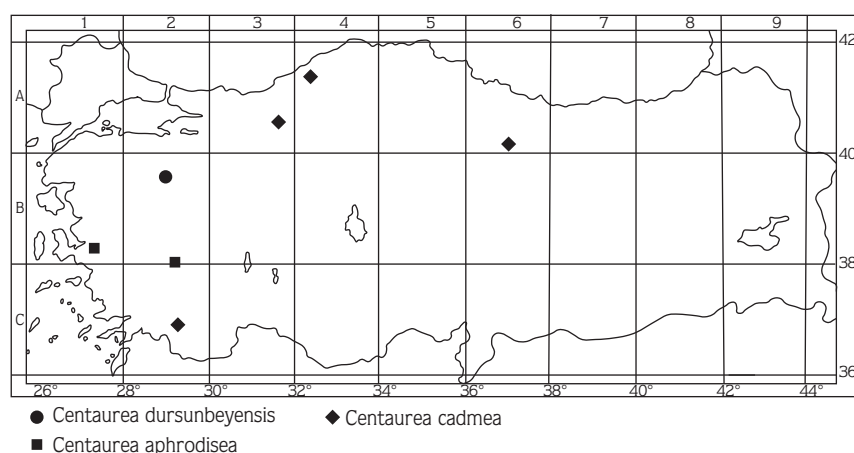 1 2 3 4 5 6 7 8 9
42
A
40
B
38
C
36
26° 28° 30° 32° 34° 36° 38° 40° 42° 44°
● Centaurea dursunbeyensis ◆ Centaurea cadmea
■ Centaurea aphrodisea